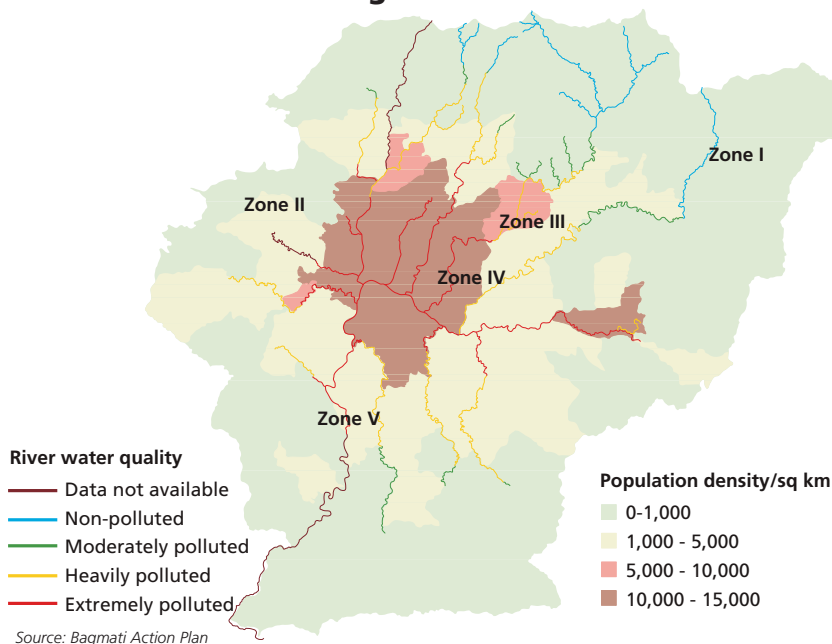 Zone I
Zone II
Zone III
Zone IV
Zone V
River water quality
Data not available
Non-polluted
Moderately polluted
Heavily polluted
Extremely polluted
Population density/sq km
0-1,000
1,000 - 5,000
5,000 - 10,000
10,000 - 15,000
Source: Bagmati Action Plan